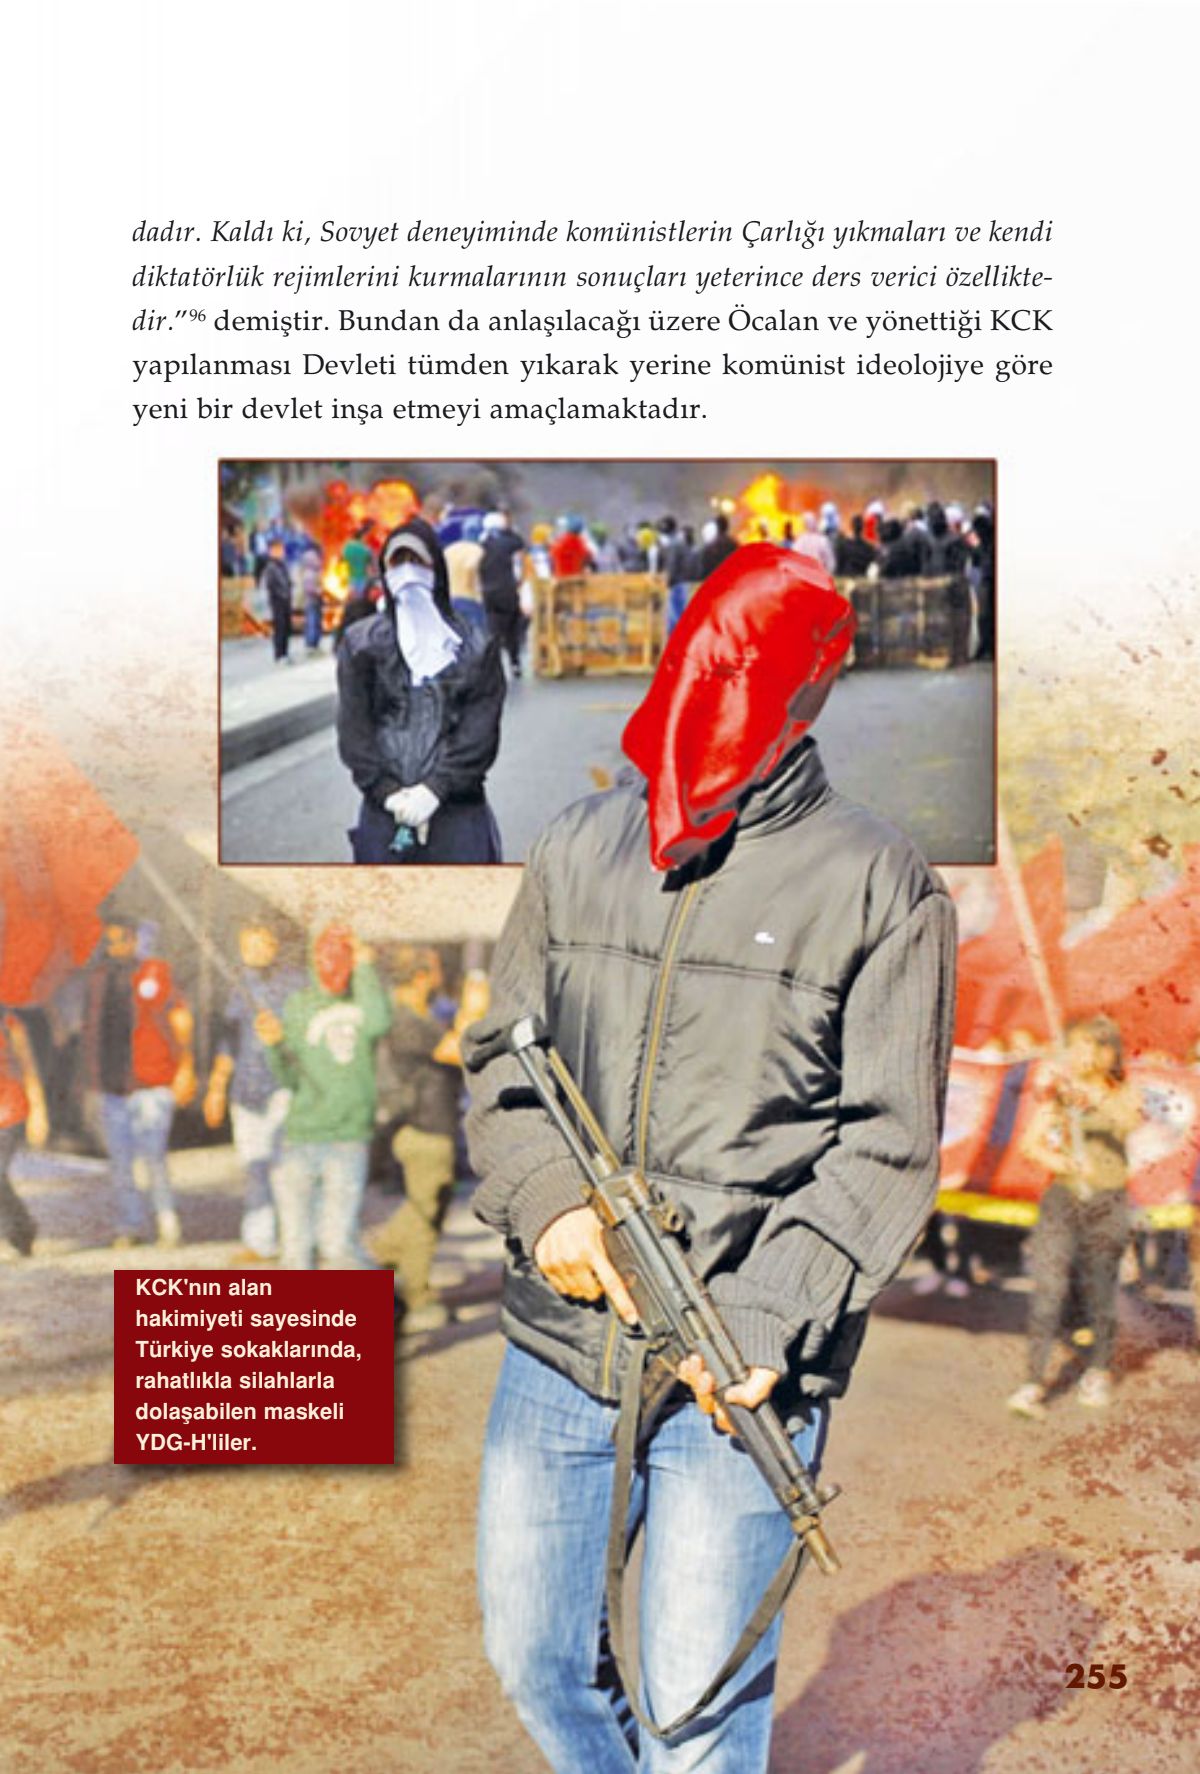 dadır. Kaldı ki, Sovyet deneyiminde komünistlerin Çarlığı yıkmaları ve kendi
diktatörlük rejimlerini kurmalarının sonuçları yeterince ders verici özellikte-
dir."96 demiştir. Bundan da anlaşılacağı üzere Öcalan ve yönettiği KCK
yapılanması Devleti tümden yıkarak yerine komünist ideolojiye göre
yeni bir devlet inşa etmeyi amaçlamaktadır.
KCK'nın alan
hakimiyeti sayesinde
Türkiye sokaklarında,
rahatlıkla silahlarla
dolaşabilen maskeli
YDG-H'liler.
255